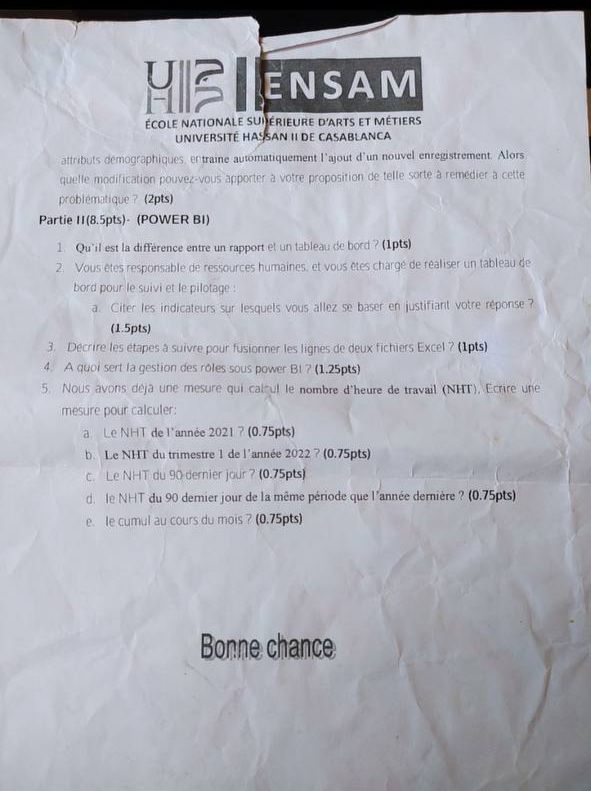 UH2C ENSAM
ÉCOLE NATIONALE SUPÉRIEURE D'ARTS ET MÉTIERS
UNIVERSITÉ HASSAN II DE CASABLANCA
attributs démographiques, entraine automatiquement l'ajout d'un nouvel enregistrement. Alors
quelle modification pouvez-vous apporter à votre proposition de telle sorte à remédier à cette
problématique ? (2pts)
Partie II(8.5pts)- (POWER BI)
1. Qu'il est la différence entre un rapport et un tableau de bord ? (1pts)
2. Vous êtes responsable de ressources humaines, et vous êtes chargé de réaliser un tableau de
bord pour le suivi et le pilotage :
a. Citer les indicateurs sur lesquels vous allez se baser en justifiant votre réponse ?
(1.5pts)
3. Décrire les étapes à suivre pour fusionner les lignes de deux fichiers Excel ? (1pts)
4. A quoi sert la gestion des rôles sous power BI ? (1.25pts)
5. Nous avons déjà une mesure qui calcul le nombre d'heure de travail (NHT). Ecrire une
mesure pour calculer:
a. Le NHT de l'année 2021 ? (0.75pts)
b. Le NHT du trimestre 1 de l'année 2022 ? (0.75pts)
c. Le NHT du 90 dernier jour ? (0.75pts)
d. le NHT du 90 dernier jour de la même période que l'année dernière ? (0.75pts)
e. le cumul au cours du mois ? (0.75pts)
Bonne chance